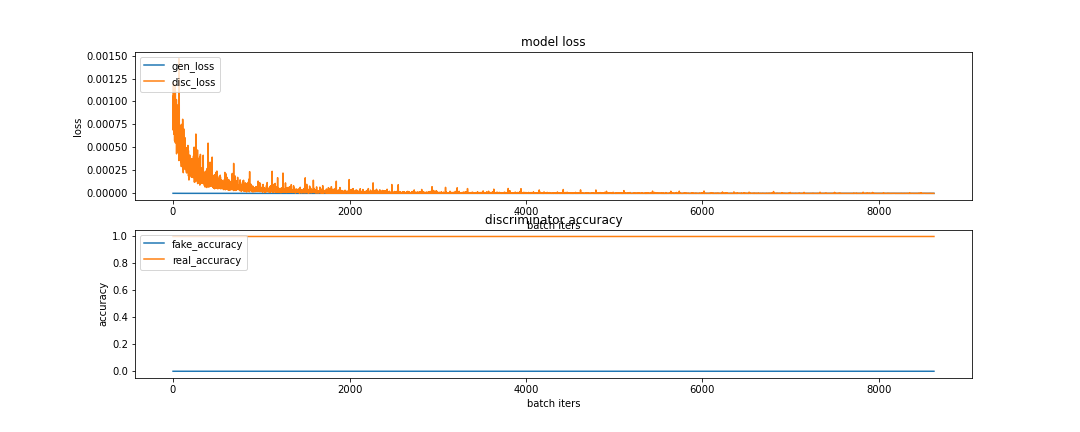 model loss
0.00150
0.00125
0.00100
0.00075
0.00050
0.00025
0.00000
loss
gen_loss
disc_loss
0 2000 4000 6000 8000
batch iters
discriminator accuracy
1.0
0.8
0.6
0.4
0.2
0.0
accuracy
fake_accuracy
real_accuracy
0 2000 4000 6000 8000
batch iters